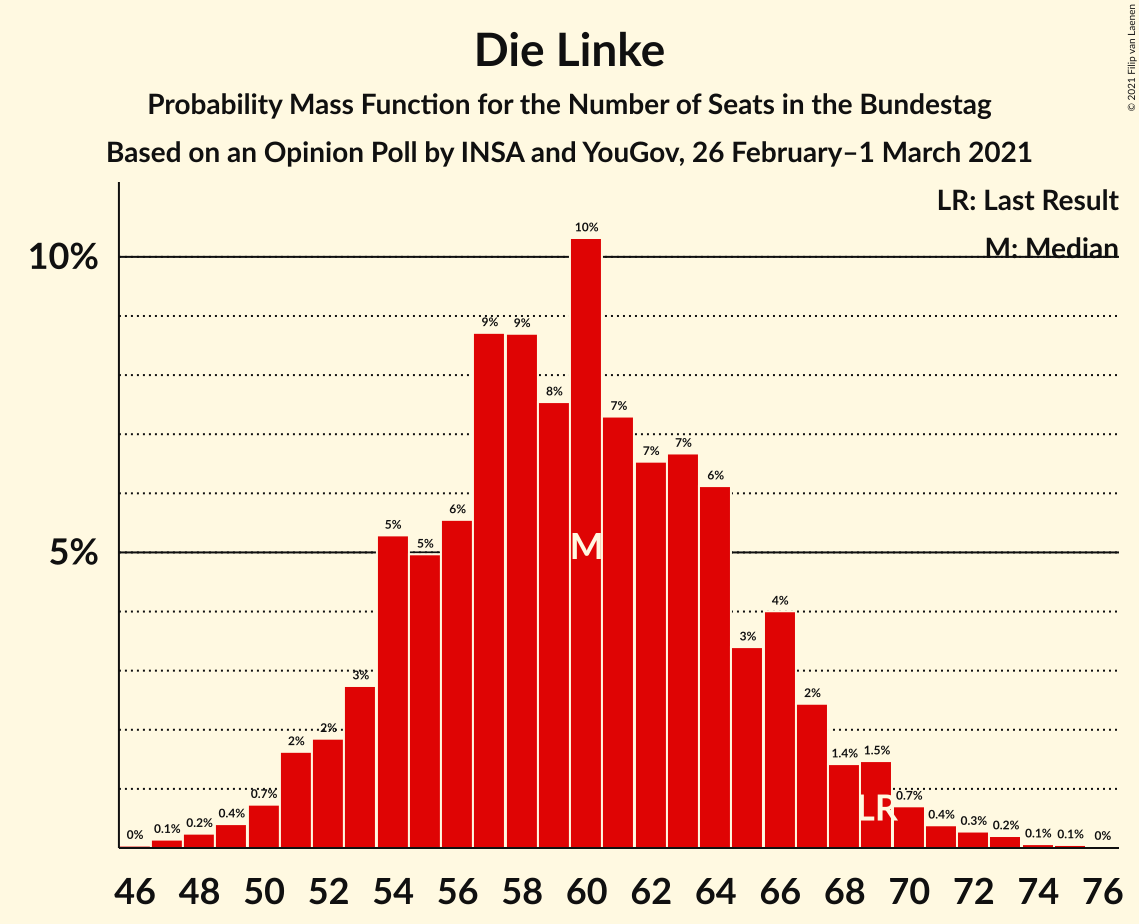 Die Linke
Probability Mass Function for the Number of Seats in the Bundestag
Based on an Opinion Poll by INSA and YouGov, 26 February–1 March 2021
© 2021 Filip van Laenen
LR: Last Result
M: Median
10%
5%
0% 0.1% 0.2% 0.4% 0.7% 2% 2% 3% 5% 5% 6% 9% 9% 8% 10% 7% 7% 7% 6% 3% 4% 2% 1.4% 1.5% 0.7% 0.4% 0.3% 0.2% 0.1% 0.1% 0%
M
LR
46 48 50 52 54 56 58 60 62 64 66 68 70 72 74 76